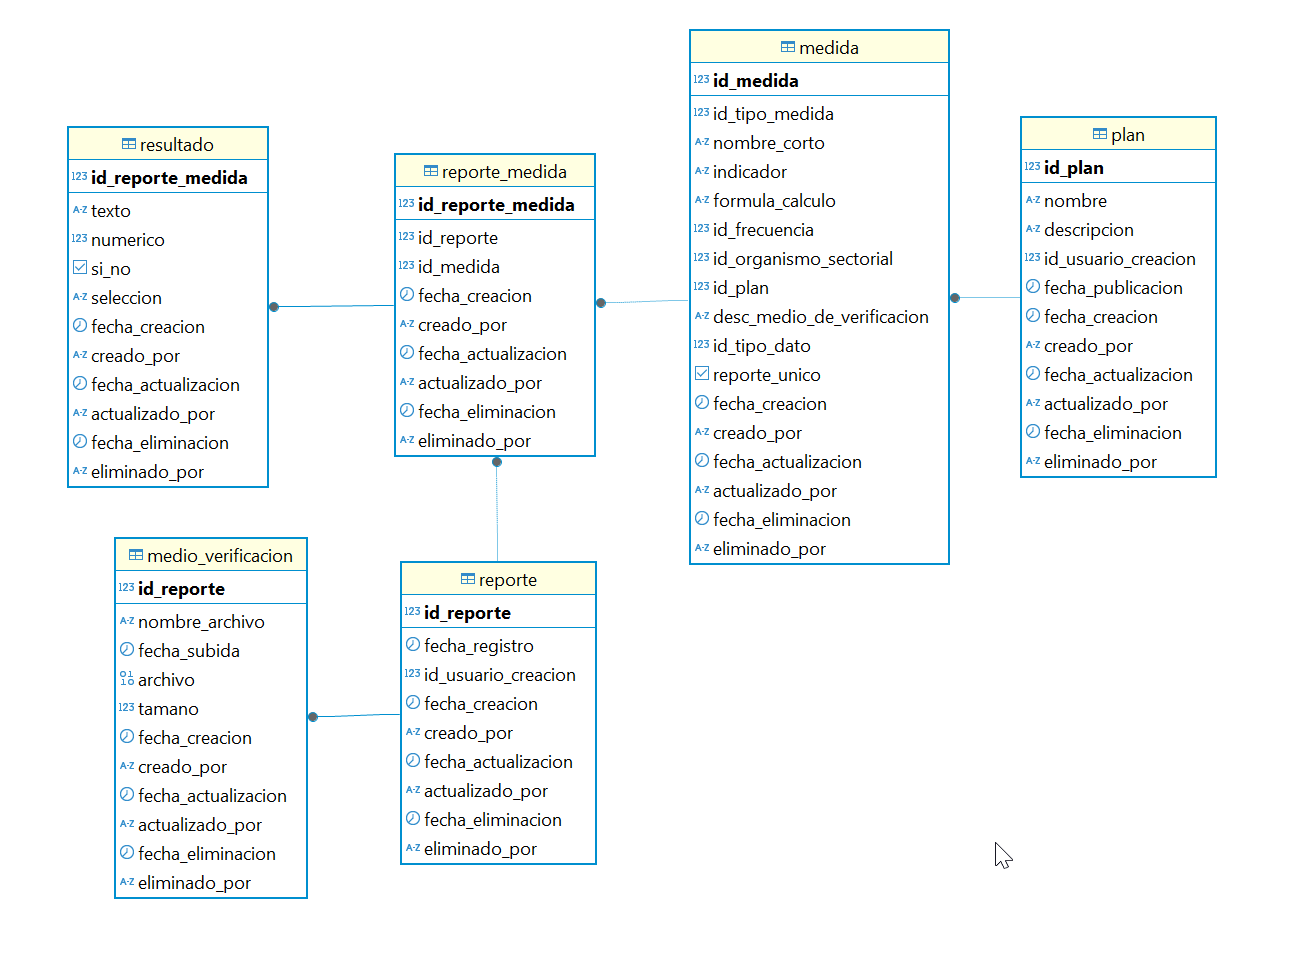 resultado
123 id_reporte_medida
A-Z texto
123 numerico
si_no
A-Z seleccion
fecha_creacion
A-Z creado_por
fecha_actualizacion
A-Z actualizado_por
fecha_eliminacion
A-Z eliminado_por
reporte_medida
123 id_reporte_medida
123 id_reporte
123 id_medida
fecha_creacion
A-Z creado_por
fecha_actualizacion
A-Z actualizado_por
fecha_eliminacion
A-Z eliminado_por
medida
123 id_medida
123 id_tipo_medida
A-Z nombre_corto
A-Z indicador
A-Z formula_calculo
123 id_frecuencia
123 id_organismo_sectorial
123 id_plan
A-Z desc_medio_de_verificacion
123 id_tipo_dato
reporte_unico
fecha_creacion
A-Z creado_por
fecha_actualizacion
A-Z actualizado_por
fecha_eliminacion
A-Z eliminado_por
plan
123 id_plan
A-Z nombre
A-Z descripcion
123 id_usuario_creacion
fecha_publicacion
fecha_creacion
A-Z creado_por
fecha_actualizacion
A-Z actualizado_por
fecha_eliminacion
A-Z eliminado_por
medio_verificacion
123 id_reporte
A-Z nombre_archivo
fecha_subida
0110 archivo
123 tamano
fecha_creacion
A-Z creado_por
fecha_actualizacion
A-Z actualizado_por
fecha_eliminacion
A-Z eliminado_por
reporte
123 id_reporte
fecha_registro
123 id_usuario_creacion
fecha_creacion
A-Z creado_por
fecha_actualizacion
A-Z actualizado_por
fecha_eliminacion
A-Z eliminado_por